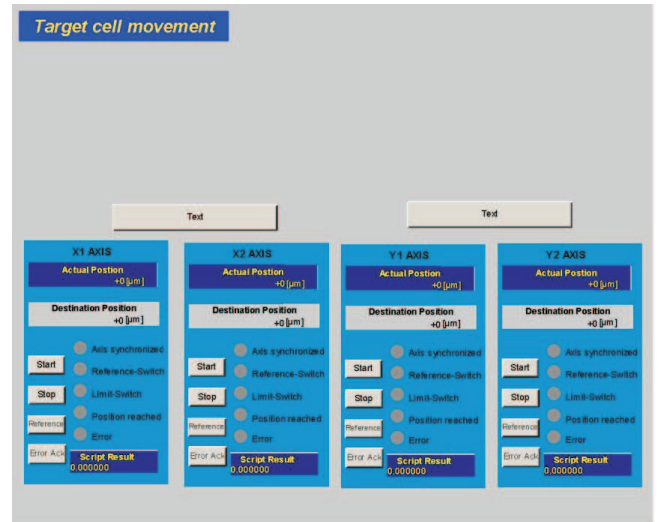 Target cell movement
Text
Text
X1 AXIS
Actual Postion
+0 [µm]
Destination Position
+0 [µm]
Axis synchronized
Start
Reference-Switch
Stop
Limit-Switch
Position reached
Reference
Error
Error Ack
Script Result
0.000000
X2 AXIS
Actual Postion
+0 [µm]
Destination Position
+0 [µm]
Axis synchronized
Start
Reference-Switch
Stop
Limit-Switch
Position reached
Reference
Error
Error Ack
Script Result
0.000000
Y1 AXIS
Actual Postion
+0 [µm]
Destination Position
+0 [µm]
Axis synchronized
Start
Reference-Switch
Stop
Limit-Switch
Position reached
Reference
Error
Error Ack
Script Result
0.000000
Y2 AXIS
Actual Postion
+0 [µm]
Destination Position
+0 [µm]
Axis synchronized
Start
Reference-Switch
Stop
Limit-Switch
Position reached
Reference
Error
Error Ack
Script Result
0.000000